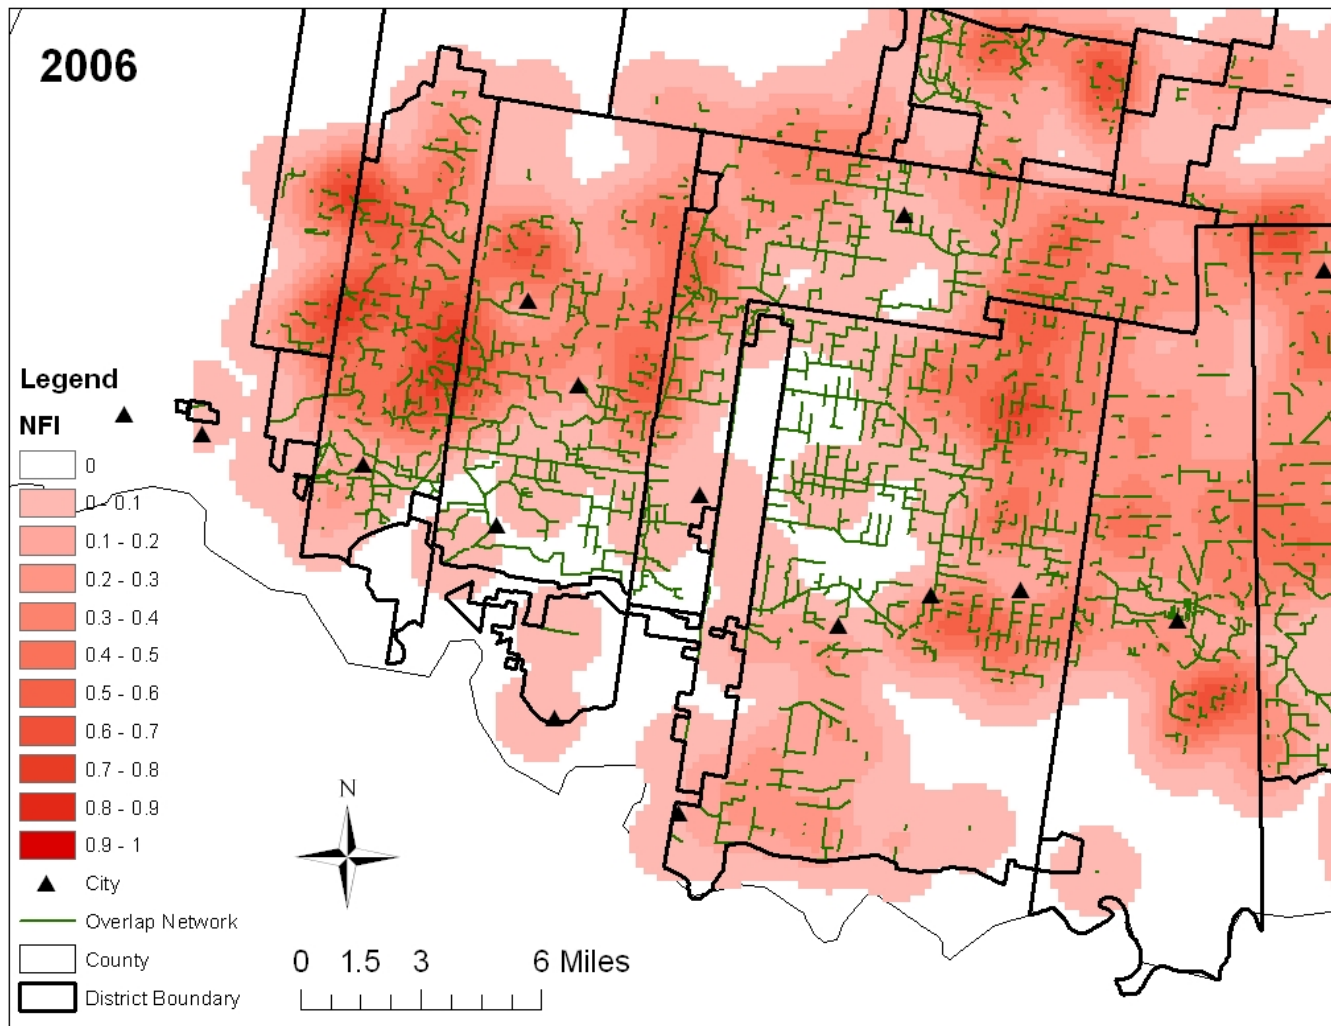 2006
Legend
NFI
0
0 - 0.1
0.1 - 0.2
0.2 - 0.3
0.3 - 0.4
0.4 - 0.5
0.5 - 0.6
0.6 - 0.7
0.7 - 0.8
0.8 - 0.9
0.9 - 1
City
Overlap Network
County
District Boundary
N
0 1.5 3 6 Miles